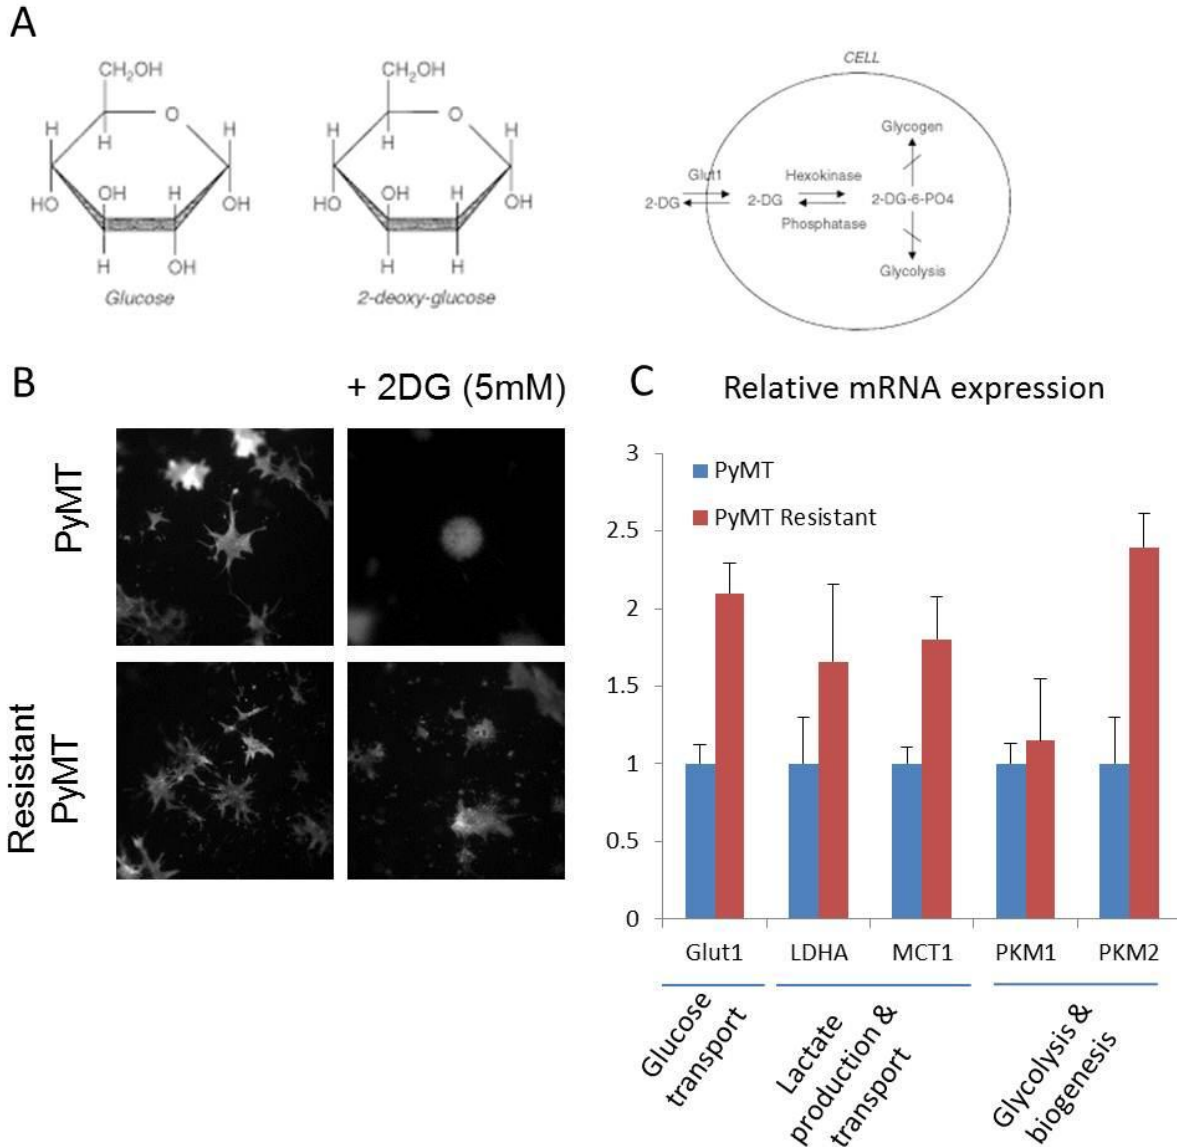 A
CH₂OH
O
H
H
H
OH
H
HO
OH
H
OH
Glucose
CH₂OH
O
H
H
H
OH
H
HO
OH
H
H
2-deoxy-glucose
CELL
Glycogen
Glut1
Hexokinase
2-DG
2-DG
2-DG-6-PO4
Phosphatase
Glycolysis
B
+ 2DG (5mM)
PyMT
Resistant
PyMT
C
Relative mRNA expression
3
2.5
2
1.5
1
0.5
0
PyMT
PyMT Resistant
Glut1
LDHA
MCT1
PKM1
PKM2
Glucose
transport
Lactate
production &
transport
Glycolysis &
biogenesis